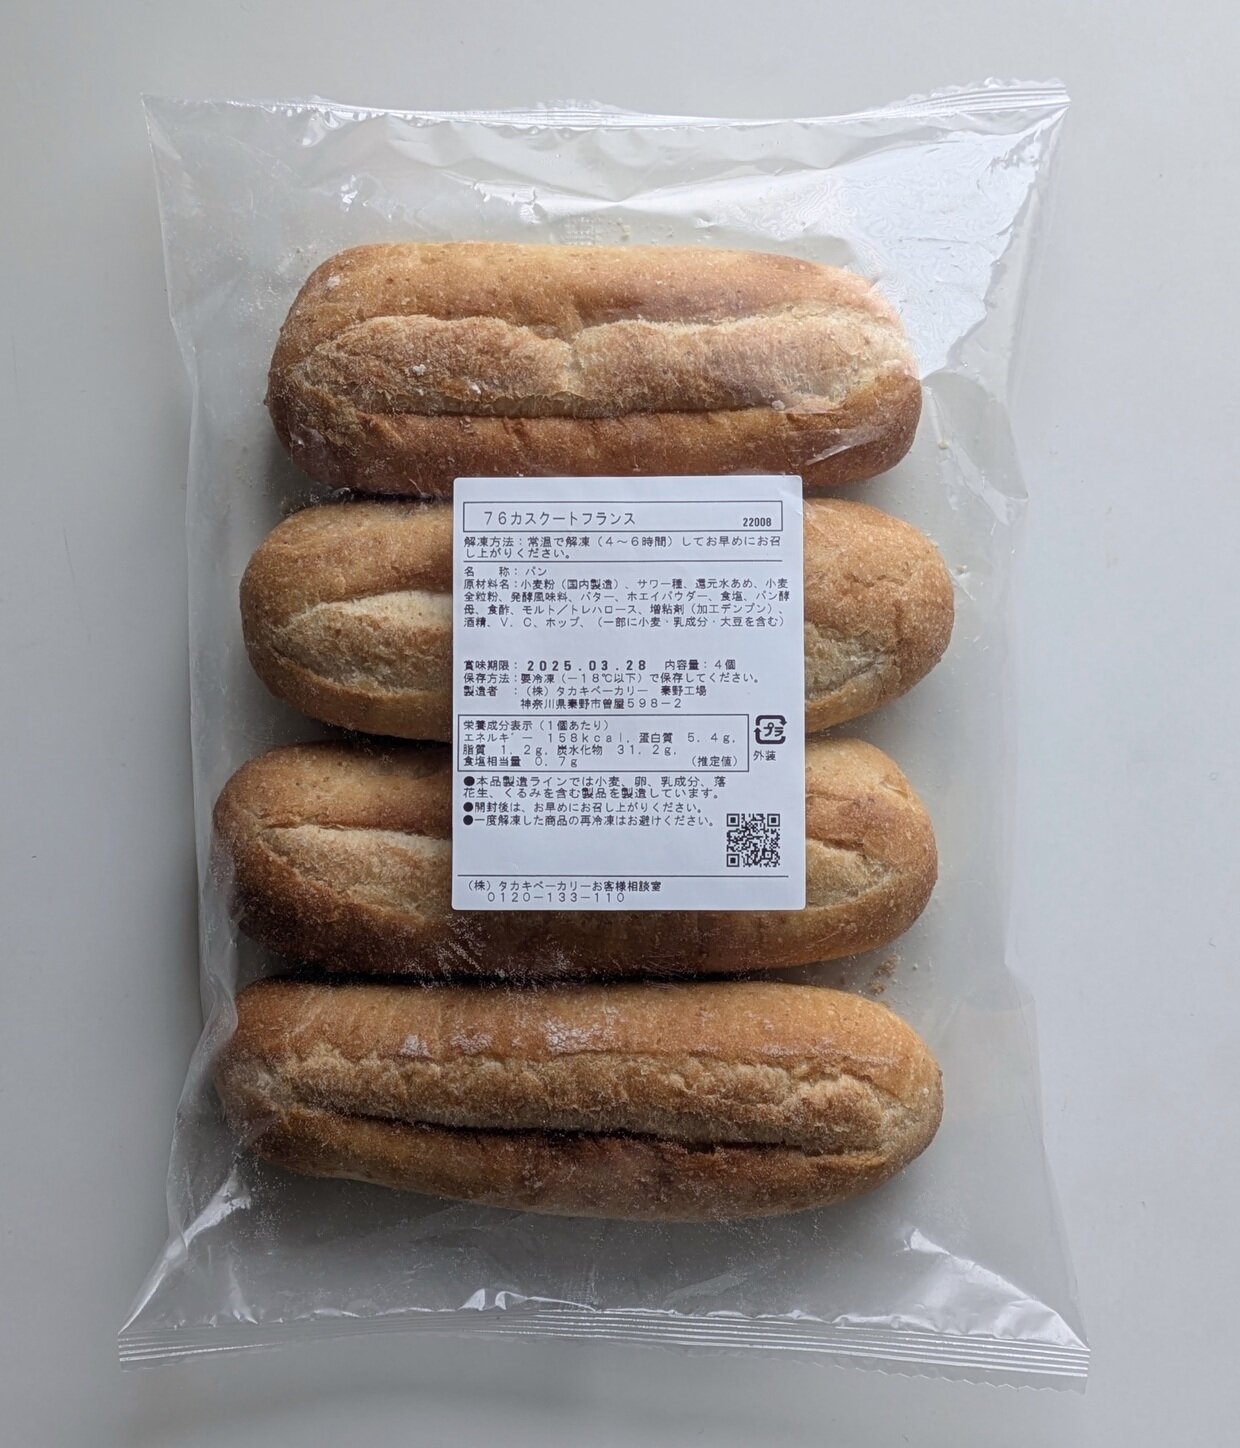 ７６カスクートフランス 22008
解凍方法：常温で解凍（４～６時間）してお早めにお召
し上がりください。
名　　称：パン
原材料名：小麦粉（国内製造）、サワー種、還元水あめ、小麦
全粒粉、発酵風味料、バター、ホエイパウダー、食塩、パン酵
母、食酢、モルト／トレハロース、増粘剤（加工デンプン）、
酒精、Ｖ．Ｃ、ホップ、（一部に小麦・乳成分・大豆を含む）
賞味期限：2025.03.28　内容量：４個
保存方法：要冷凍（－１８℃以下）で保存してください。
製造者　：（株）タカキベーカリー　秦野工場
神奈川県秦野市曽屋５９８－２
栄養成分表示（１個あたり）
エネルギー　１５８ｋｃａｌ，蛋白質　５．４ｇ，
脂質　１．２ｇ，炭水化物　３１．２ｇ，
食塩相当量　０．７ｇ　（推定値）
プラ
外装
●本品製造ラインでは小麦、卵、乳成分、落
花生、くるみを含む製品を製造しています。
●開封後は、お早めにお召し上がりください。
●一度解凍した商品の再冷凍はお避けください。
（株）タカキベーカリーお客様相談室
０１２０－１３３－１１０